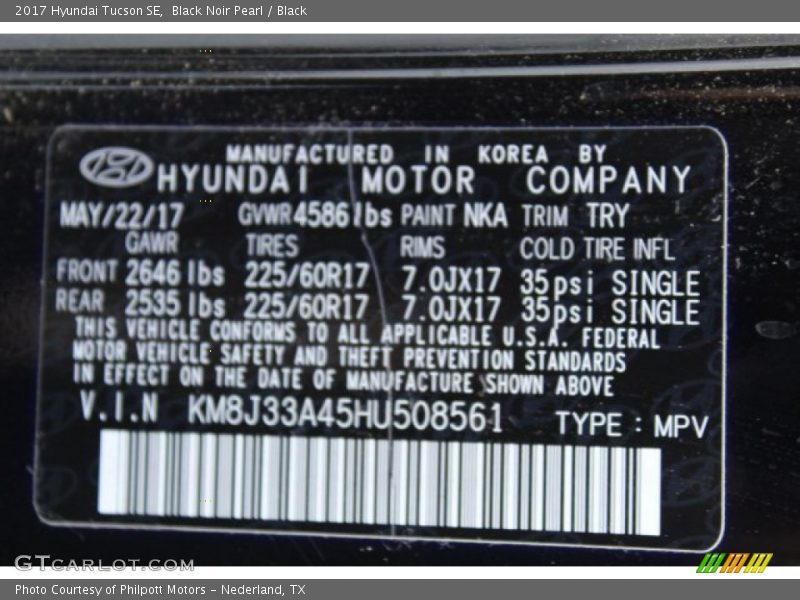 2017 Hyundai Tucson SE,  Black Noir Pearl / Black
MANUFACTURED IN KOREA BY
HYUNDAI MOTOR COMPANY
MAY/22/17 GVWR 4586 lbs PAINT NKA TRIM TRY
GAWR TIRES RIMS COLD TIRE INFL
FRONT 2646 lbs 225/60R17 7.0JX17 35psi SINGLE
REAR 2535 lbs 225/60R17 7.0JX17 35psi SINGLE
THIS VEHICLE CONFORMS TO ALL APPLICABLE U.S.A. FEDERAL
MOTOR VEHICLE SAFETY AND THEFT PREVENTION STANDARDS
IN EFFECT ON THE DATE OF MANUFACTURE SHOWN ABOVE
V.I.N KM8J33A45HU508561 TYPE : MPV
GTCARLOT.COM
Photo Courtesy of Philpott Motors - Nederland, TX